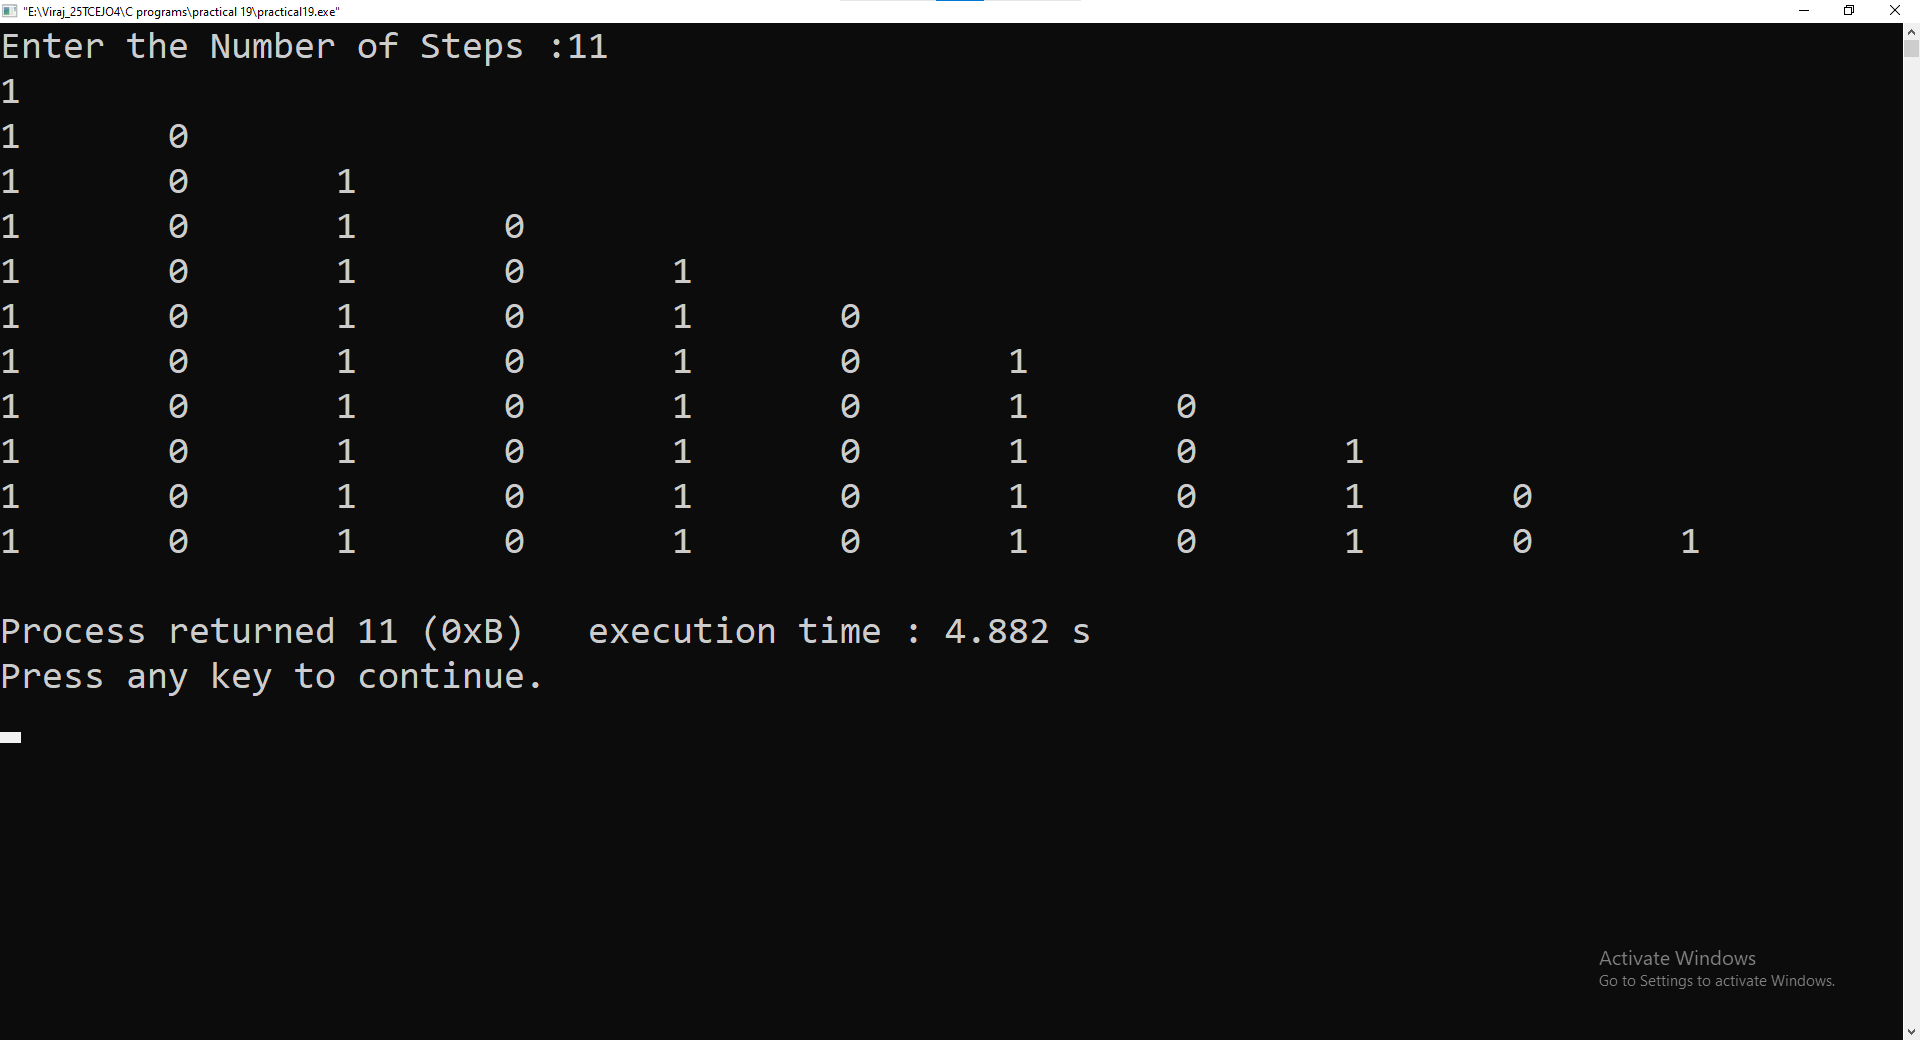 "E:\Viraj_25TCEJO4\C programs\practical 19\practical19.exe"
Enter the Number of Steps :11
1
1 0
1 0 1
1 0 1 0
1 0 1 0 1
1 0 1 0 1 0
1 0 1 0 1 0 1
1 0 1 0 1 0 1 0
1 0 1 0 1 0 1 0 1
1 0 1 0 1 0 1 0 1 0
1 0 1 0 1 0 1 0 1 0 1
Process returned 11 (0xB)   execution time : 4.882 s
Press any key to continue.
Activate Windows
Go to Settings to activate Windows.